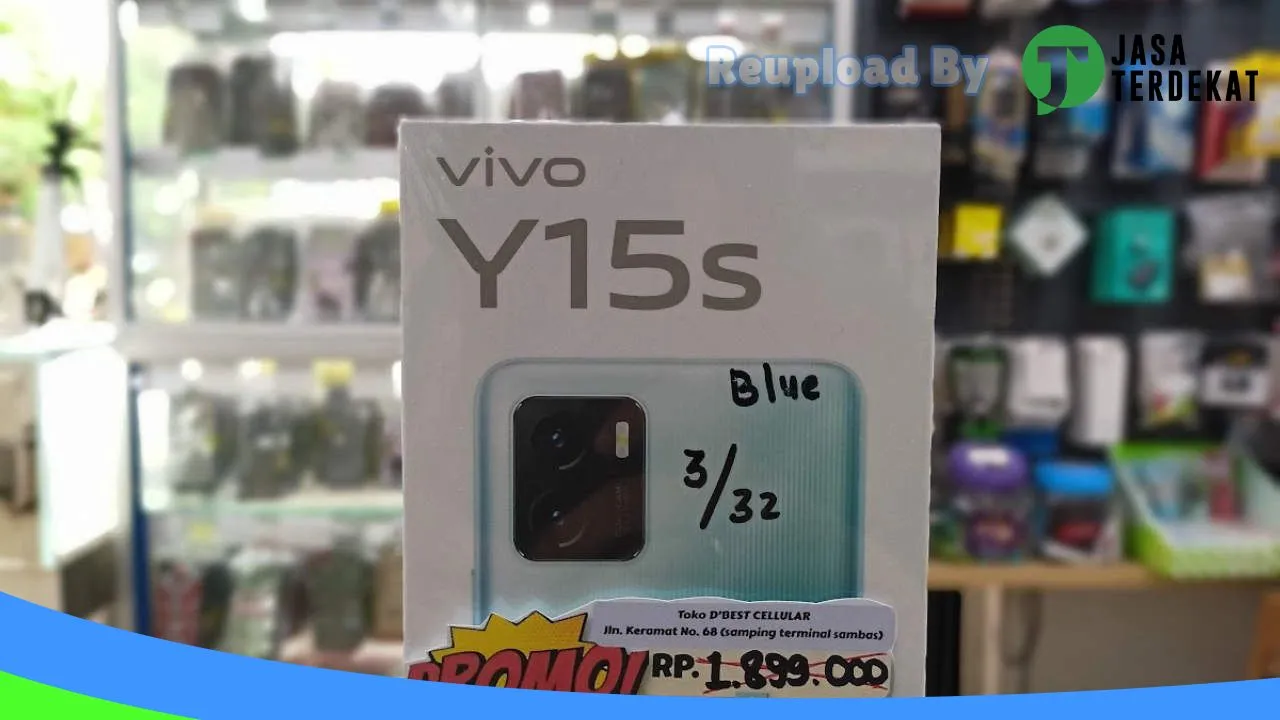 Reupload By
JASA
TERDEKAT
vivo
Y15s
Blue
3/32
Toko D'BEST CELLULAR
Jln. Keramat No. 68 (samping terminal sambas)
PROMO!
RP. 1.899.000